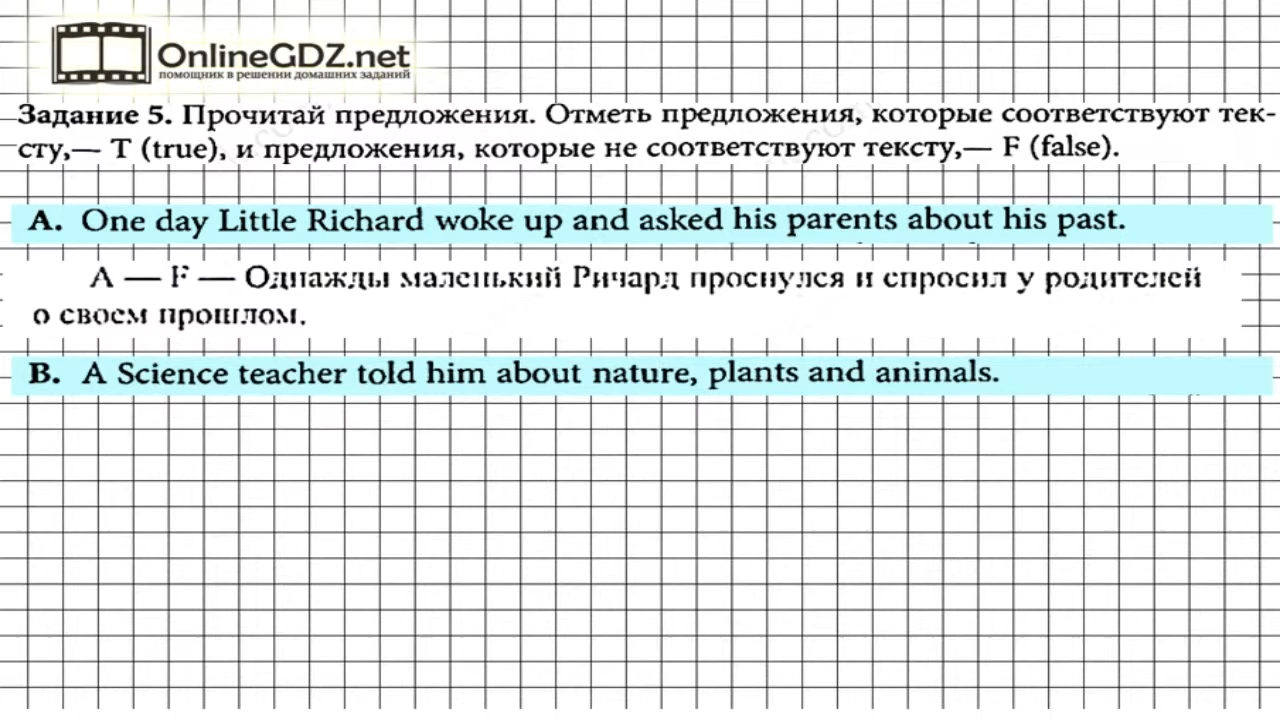 OnlineGDZ.net
помощник в решении домашних заданий
Задание 5. Прочитай предложения. Отметь предложения, которые соответствуют тек-
сту,— T (true), и предложения, которые не соответствуют тексту,— F (false).
A. One day Little Richard woke up and asked his parents about his past.
A — F — Однажды маленький Ричард проснулся и спросил у родителей
о своем прошлом.
B. A Science teacher told him about nature, plants and animals.